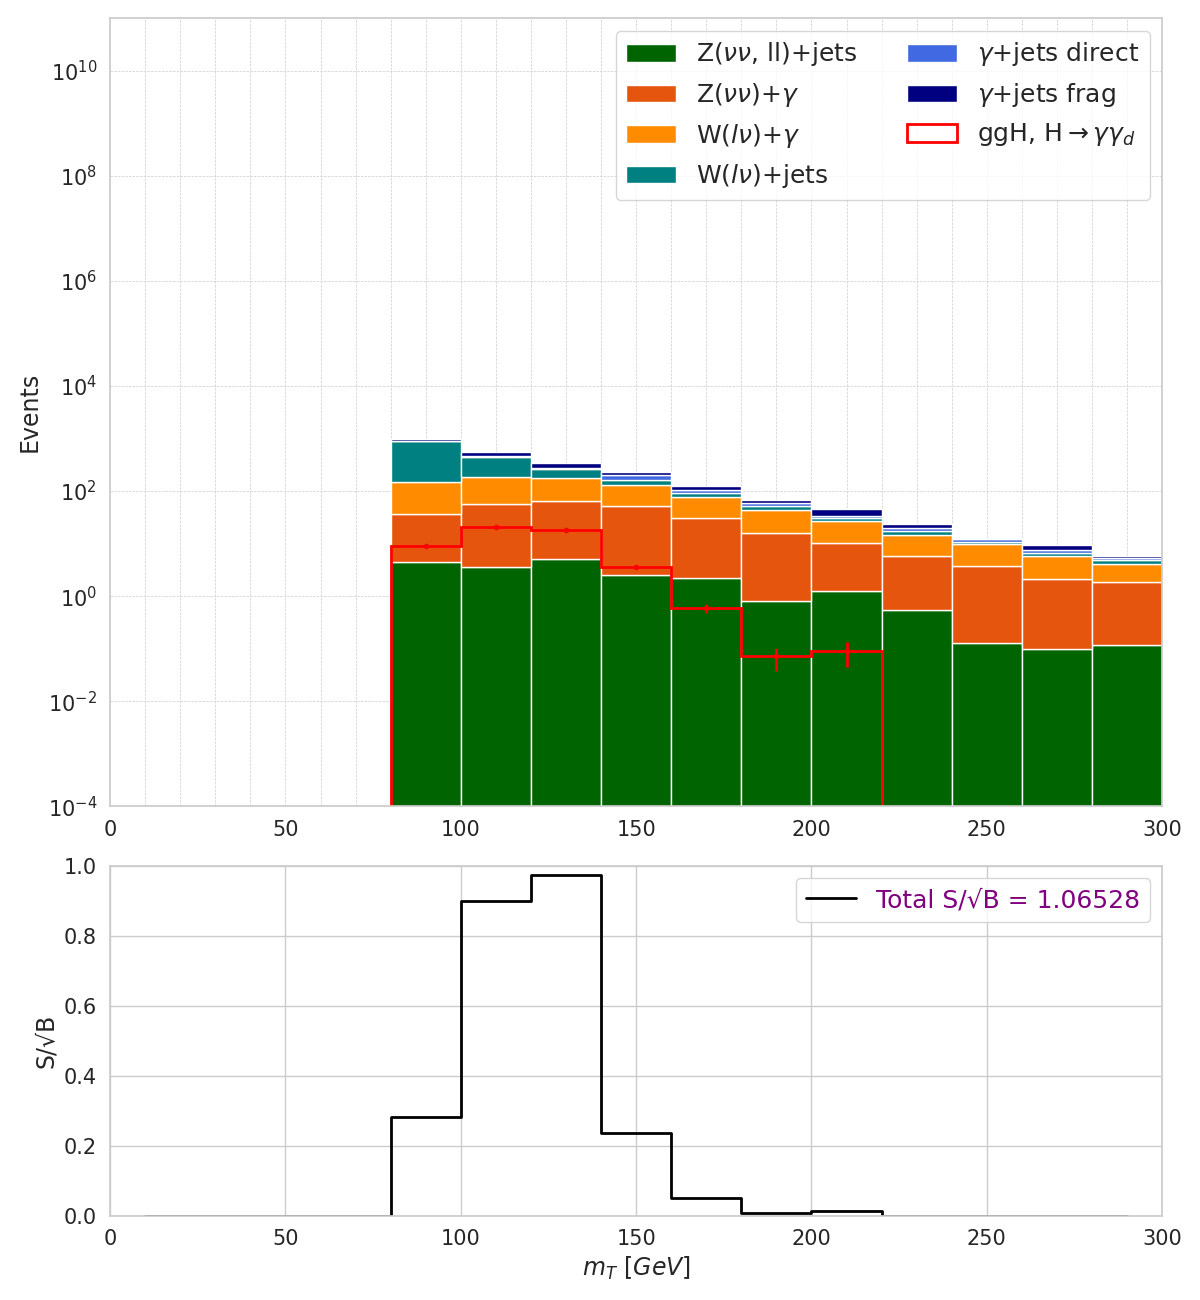 Z(νν, ll)+jets
Z(νν)+γ
W(lν)+γ
W(lν)+jets
γ+jets direct
γ+jets frag
ggH, H→γγ_d
Events
10^10
10^8
10^6
10^4
10^2
10^0
10^−2
10^−4
0 50 100 150 200 250 300
Total S/√B = 1.06528
S/√B
1.0
0.8
0.6
0.4
0.2
0.0
0 50 100 150 200 250 300
m_T [GeV]